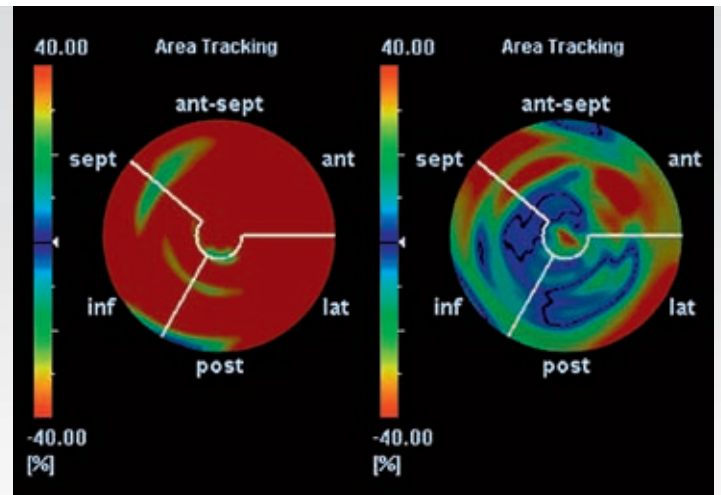 40.00 Area Tracking
ant-sept
sept ant
inf lat
post
-40.00
[%]
40.00 Area Tracking
ant-sept
sept ant
inf lat
post
-40.00
[%]